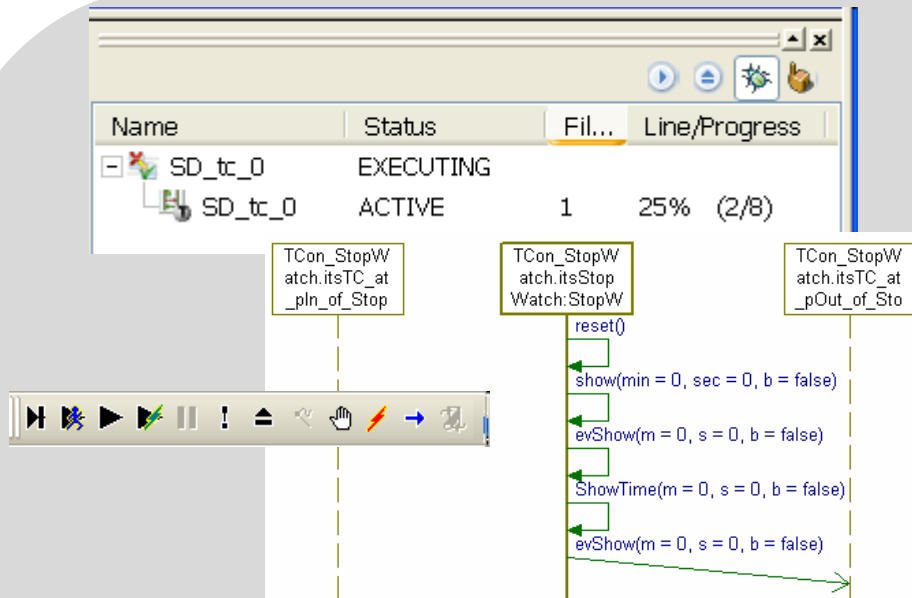 Name Status Fil... Line/Progress
SD_tc_0 EXECUTING
SD_tc_0 ACTIVE 1 25% (2/8)
TCon_StopW
atch.itsTC_at
_pIn_of_Stop
TCon_StopW
atch.itsStop
Watch:StopW
TCon_StopW
atch.itsTC_at
_pOut_of_Sto
reset()
show(min = 0, sec = 0, b = false)
evShow(m = 0, s = 0, b = false)
ShowTime(m = 0, s = 0, b = false)
evShow(m = 0, s = 0, b = false)